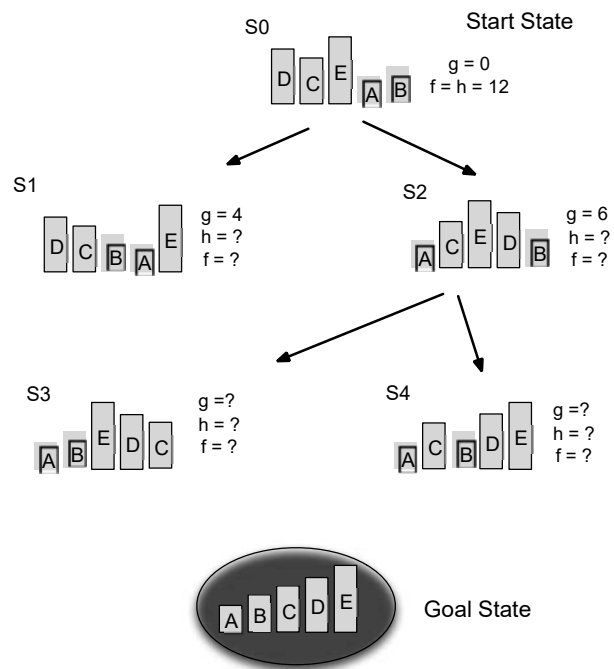 S0
Start State
D C E A B
g = 0
f = h = 12
S1
D C B A E
g = 4
h = ?
f = ?
S2
A C E D B
g = 6
h = ?
f = ?
S3
A B E D C
g =?
h = ?
f = ?
S4
A C B D E
g =?
h = ?
f = ?
A B C D E
Goal State